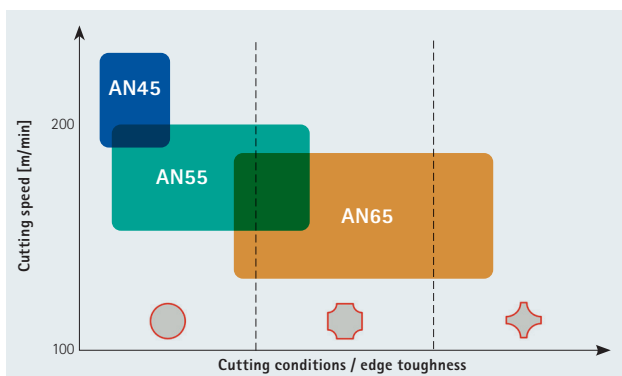 AN45
200
AN55
AN65
Cutting speed [m/min]
100
Cutting conditions / edge toughness